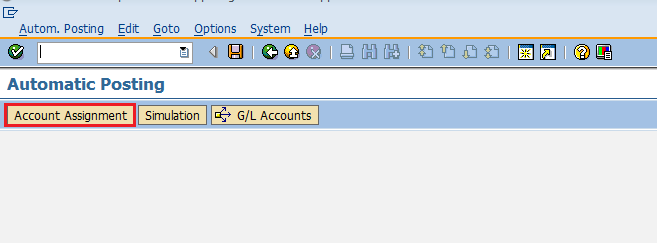 Autom. Posting Edit Goto Options System Help
Automatic Posting
Account Assignment Simulation G/L Accounts